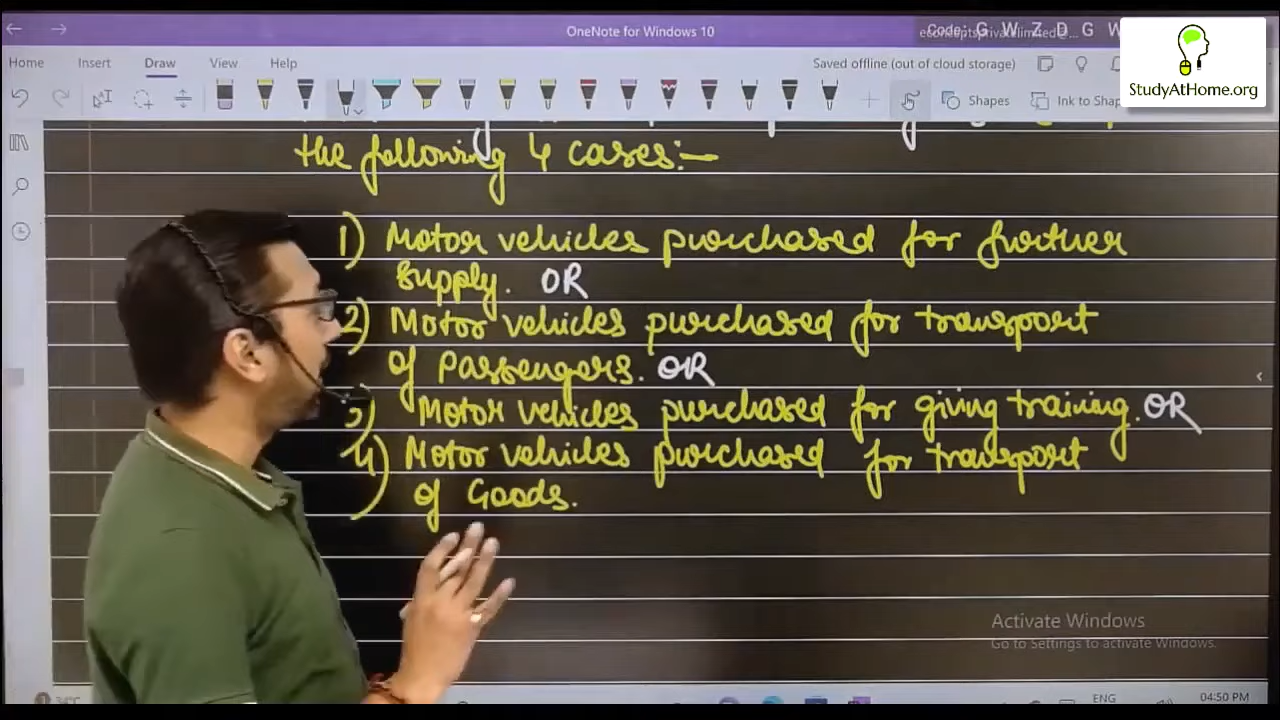 OneNote for Windows 10
Code: G W Z D G W
StudyAtHome.org
Home Insert Draw View Help
Saved offline (out of cloud storage)
Shapes
the following 4 cases:-
1) Motor vehicles purchased for further
supply. OR
2) Motor vehicles purchased for transport
of Passengers. OR
3) Motor vehicles purchased for giving training. OR
4) Motor vehicles purchased for transport
of Goods.
Activate Windows
Go to Settings to activate Windows.
ENG
04:50 PM